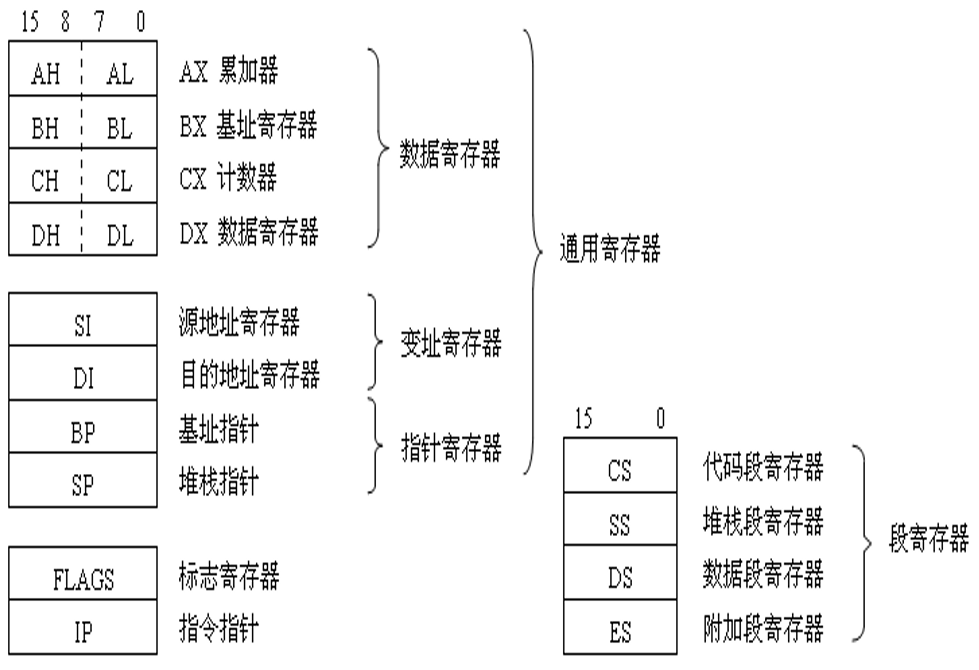 15 8 7 0
AH AL AX 累加器
BH BL BX 基址寄存器
CH CL CX 计数器
DH DL DX 数据寄存器
数据寄存器
通用寄存器
SI 源地址寄存器
DI 目的地址寄存器
变址寄存器
BP 基址指针
SP 堆栈指针
指针寄存器
FLAGS 标志寄存器
IP 指令指针
15 0
CS 代码段寄存器
SS 堆栈段寄存器
DS 数据段寄存器
ES 附加段寄存器
段寄存器